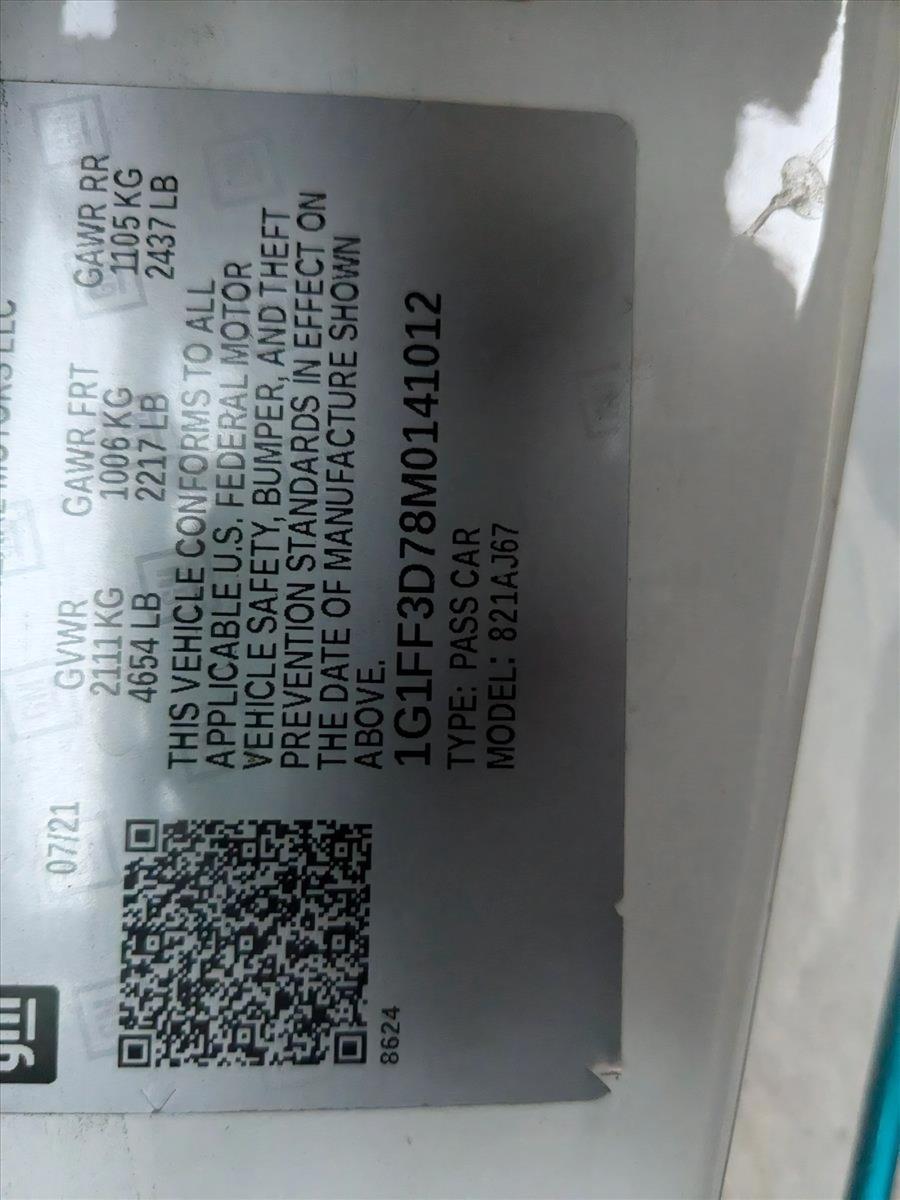 gm
07/21
GVWR GAWR FRT GAWR RR
2111 KG 1006 KG 1105 KG
4654 LB 2217 LB 2437 LB
THIS VEHICLE CONFORMS TO ALL
APPLICABLE U.S. FEDERAL MOTOR
VEHICLE SAFETY, BUMPER, AND THEFT
PREVENTION STANDARDS IN EFFECT ON
THE DATE OF MANUFACTURE SHOWN
ABOVE.
1G1FF3D78M0141012
TYPE: PASS CAR
MODEL: 821AJ67
8624